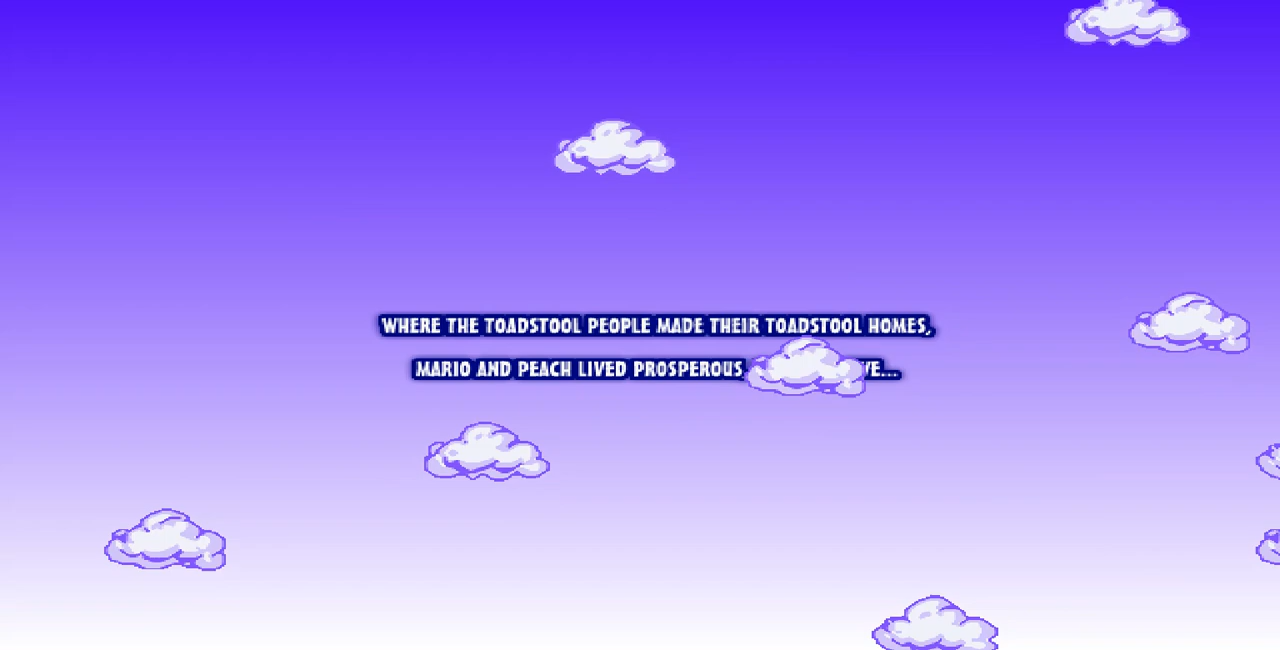 WHERE THE TOADSTOOL PEOPLE MADE THEIR TOADSTOOL HOMES,
MARIO AND PEACH LIVED PROSPEROUS